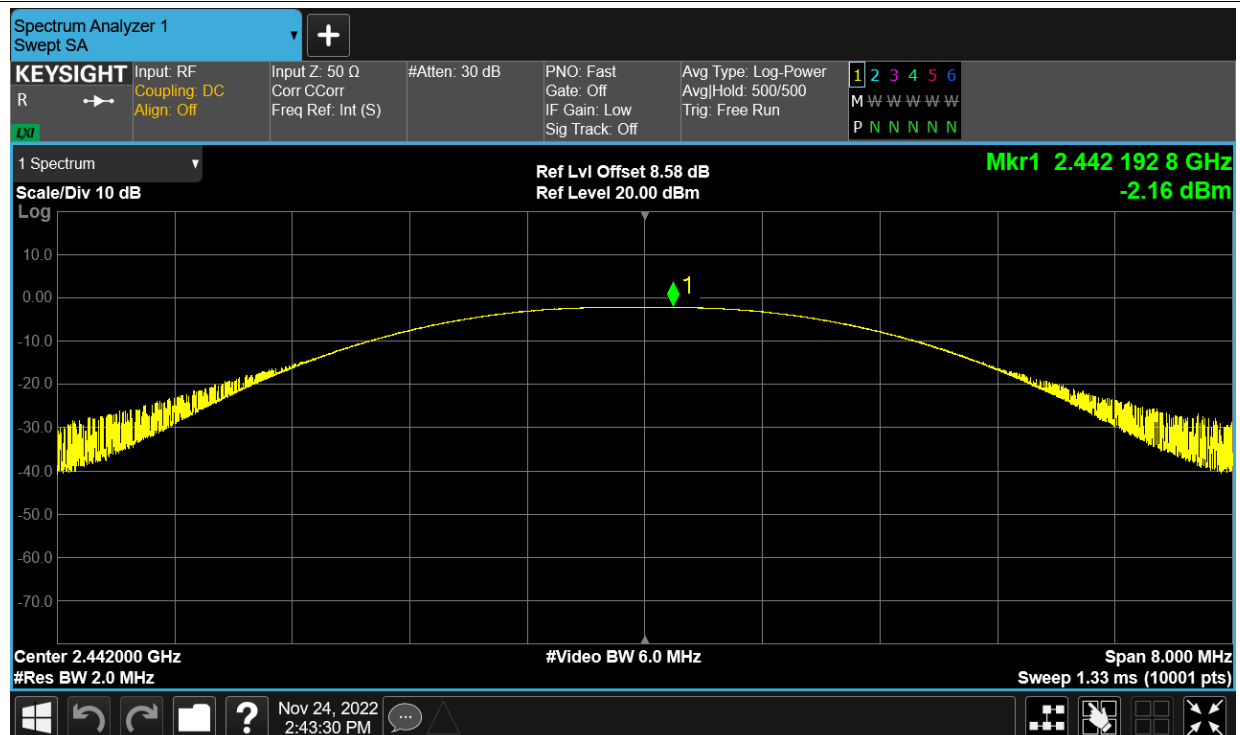 Spectrum Analyzer 1
Swept SA
+
KEYSIGHT
R
LXI
Input: RF
Coupling: DC
Align: Off
Input Z: 50 Ω
Corr CCorr
Freq Ref: Int (S)
#Atten: 30 dB
PNO: Fast
Gate: Off
IF Gain: Low
Sig Track: Off
Avg Type: Log-Power
Avg|Hold: 500/500
Trig: Free Run
1 2 3 4 5 6
M W W W W W W
P N N N N N N
1 Spectrum
Scale/Div 10 dB
Ref Lvl Offset 8.58 dB
Ref Level 20.00 dBm
Mkr1 2.442 192 8 GHz
-2.16 dBm
Log
10.0
0.00
-10.0
-20.0
-30.0
-40.0
-50.0
-60.0
-70.0
1
Center 2.442000 GHz
#Res BW 2.0 MHz
#Video BW 6.0 MHz
Span 8.000 MHz
Sweep 1.33 ms (10001 pts)
?
Nov 24, 2022
2:43:30 PM